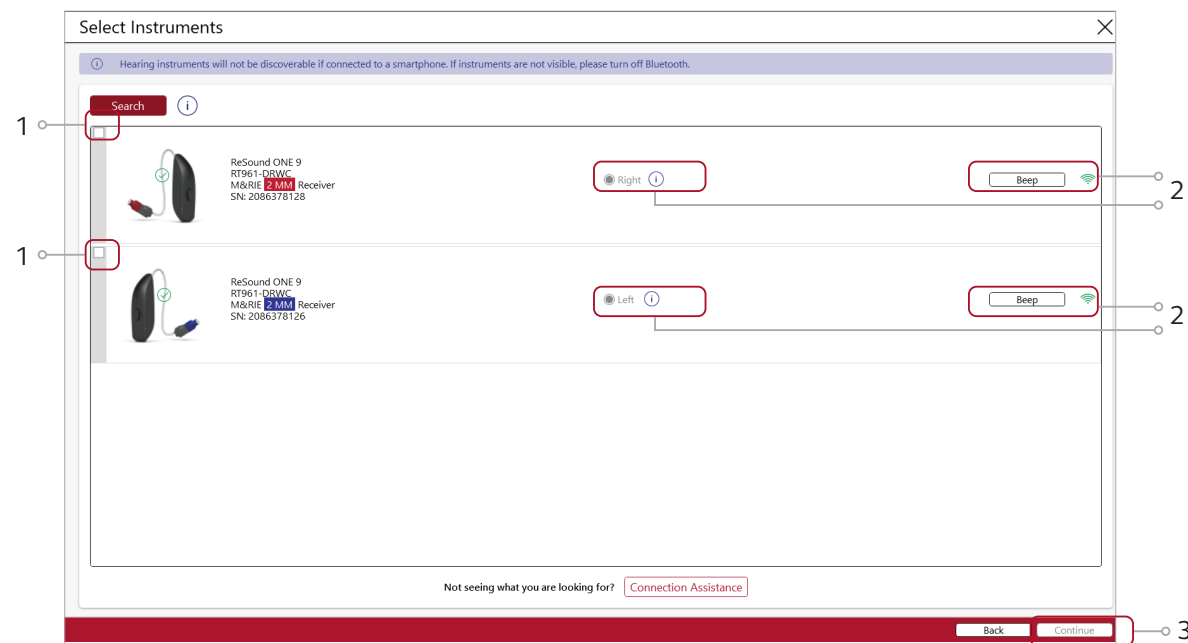 Select Instruments
Hearing instruments will not be discoverable if connected to a smartphone. If instruments are not visible, please turn off Bluetooth.
Search
1
ReSound ONE 9
RT961-DRWC
M&RIE 2 MM Receiver
SN: 2086378128
Right
Beep
2
1
ReSound ONE 9
RT961-DRWC
M&RIE 2 MM Receiver
SN: 2086378126
Left
Beep
2
Not seeing what you are looking for? Connection Assistance
Back Continue
3